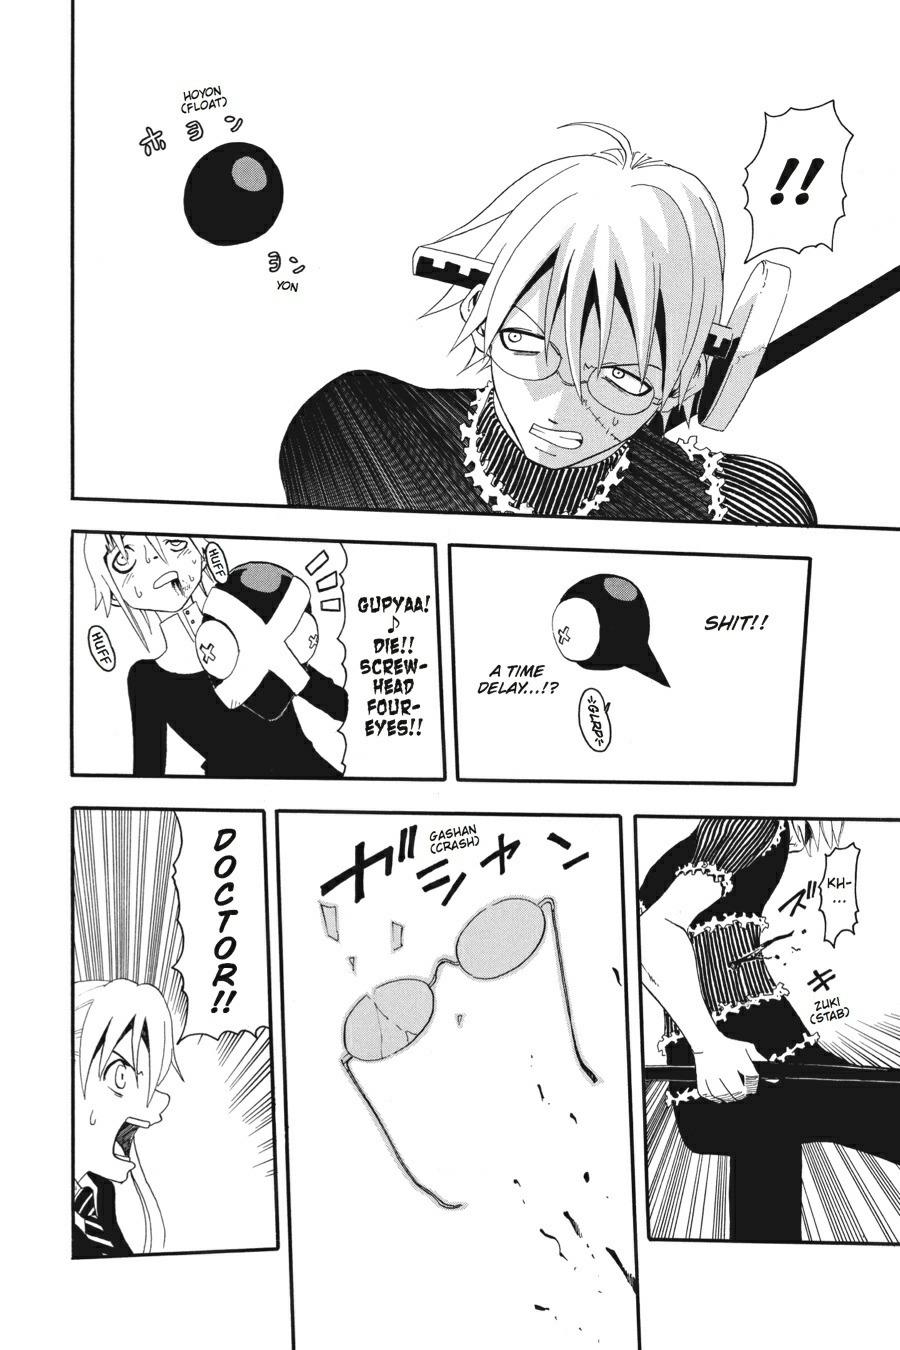 !!
HOYON
(FLOAT)
ホヨン
ヨン
YON
SHIT!!
A TIME
DELAY...!?
GLRP
GUPYAA!
♪
DIE!!
SCREW-
HEAD
FOUR-
EYES!!
HUFF
HUFF
KH-
...
ズ
キ
ZUKI
(STAB)
ガシャン
GASHAN
(CRASH)
DOCTOR!!